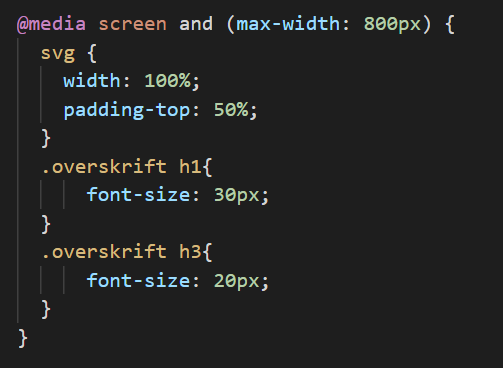 @media screen and (max-width: 800px) {
svg {
width: 100%;
padding-top: 50%;
}
.overskrift h1{
font-size: 30px;
}
.overskrift h3{
font-size: 20px;
}
}